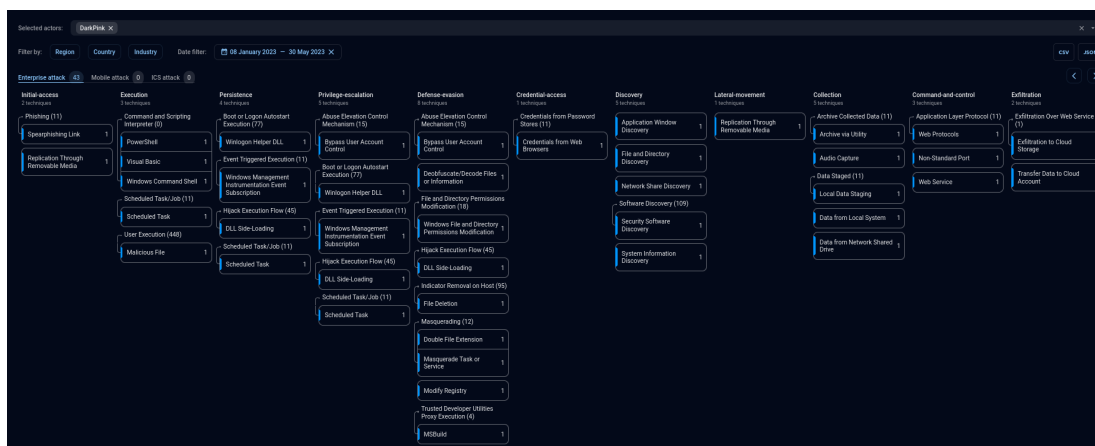 Selected actors: DarkPink ×
Filter by: Region Country Industry Date filter: 08 January 2023 – 30 May 2023 × CSV JSON
Enterprise attack 43 Mobile attack 0 ICS attack 0
Initial-access
2 techniques
Phishing (11)
Spearphishing Link 1
Replication Through
Removable Media 1
Execution
3 techniques
Command and Scripting
Interpreter (0)
PowerShell 1
Visual Basic 1
Windows Command Shell 1
Scheduled Task/Job (11)
Scheduled Task 1
User Execution (448)
Malicious File 1
Persistence
4 techniques
Boot or Logon Autostart
Execution (77)
Winlogon Helper DLL 1
Event Triggered Execution (11)
Windows Management
Instrumentation Event 1
Subscription
Hijack Execution Flow (45)
DLL Side-Loading 1
Scheduled Task/Job (11)
Scheduled Task 1
Privilege-escalation
5 techniques
Abuse Elevation Control
Mechanism (15)
Bypass User Account
Control 1
Boot or Logon Autostart
Execution (77)
Winlogon Helper DLL 1
Event Triggered Execution (11)
Windows Management
Instrumentation Event 1
Subscription
Hijack Execution Flow (45)
DLL Side-Loading 1
Scheduled Task/Job (11)
Scheduled Task 1
Defense-evasion
8 techniques
Abuse Elevation Control
Mechanism (15)
Bypass User Account
Control 1
Deobfuscate/Decode Files
or Information 1
File and Directory Permissions
Modification (18)
Windows File and Directory
Permissions Modification 1
Hijack Execution Flow (45)
DLL Side-Loading 1
Indicator Removal on Host (95)
File Deletion 1
Masquerading (12)
Double File Extension 1
Masquerade Task or
Service 1
Modify Registry 1
Trusted Developer Utilities
Proxy Execution (4)
MSBuild 1
Credential-access
1 techniques
Credentials from Password
Stores (11)
Credentials from Web
Browsers 1
Discovery
5 techniques
Application Window
Discovery 1
File and Directory
Discovery 1
Network Share Discovery 1
Software Discovery (109)
Security Software
Discovery 1
System Information
Discovery 1
Lateral-movement
1 techniques
Replication Through
Removable Media 1
Collection
5 techniques
Archive Collected Data (11)
Archive via Utility 1
Audio Capture 1
Data Staged (11)
Local Data Staging 1
Data from Local System 1
Data from Network Shared
Drive 1
Command-and-control
3 techniques
Application Layer Protocol (11)
Web Protocols 1
Non-Standard Port 1
Web Service 1
Exfiltration
2 techniques
Exfiltration Over Web Service
(1)
Exfiltration to Cloud
Storage
Transfer Data to Cloud
Account